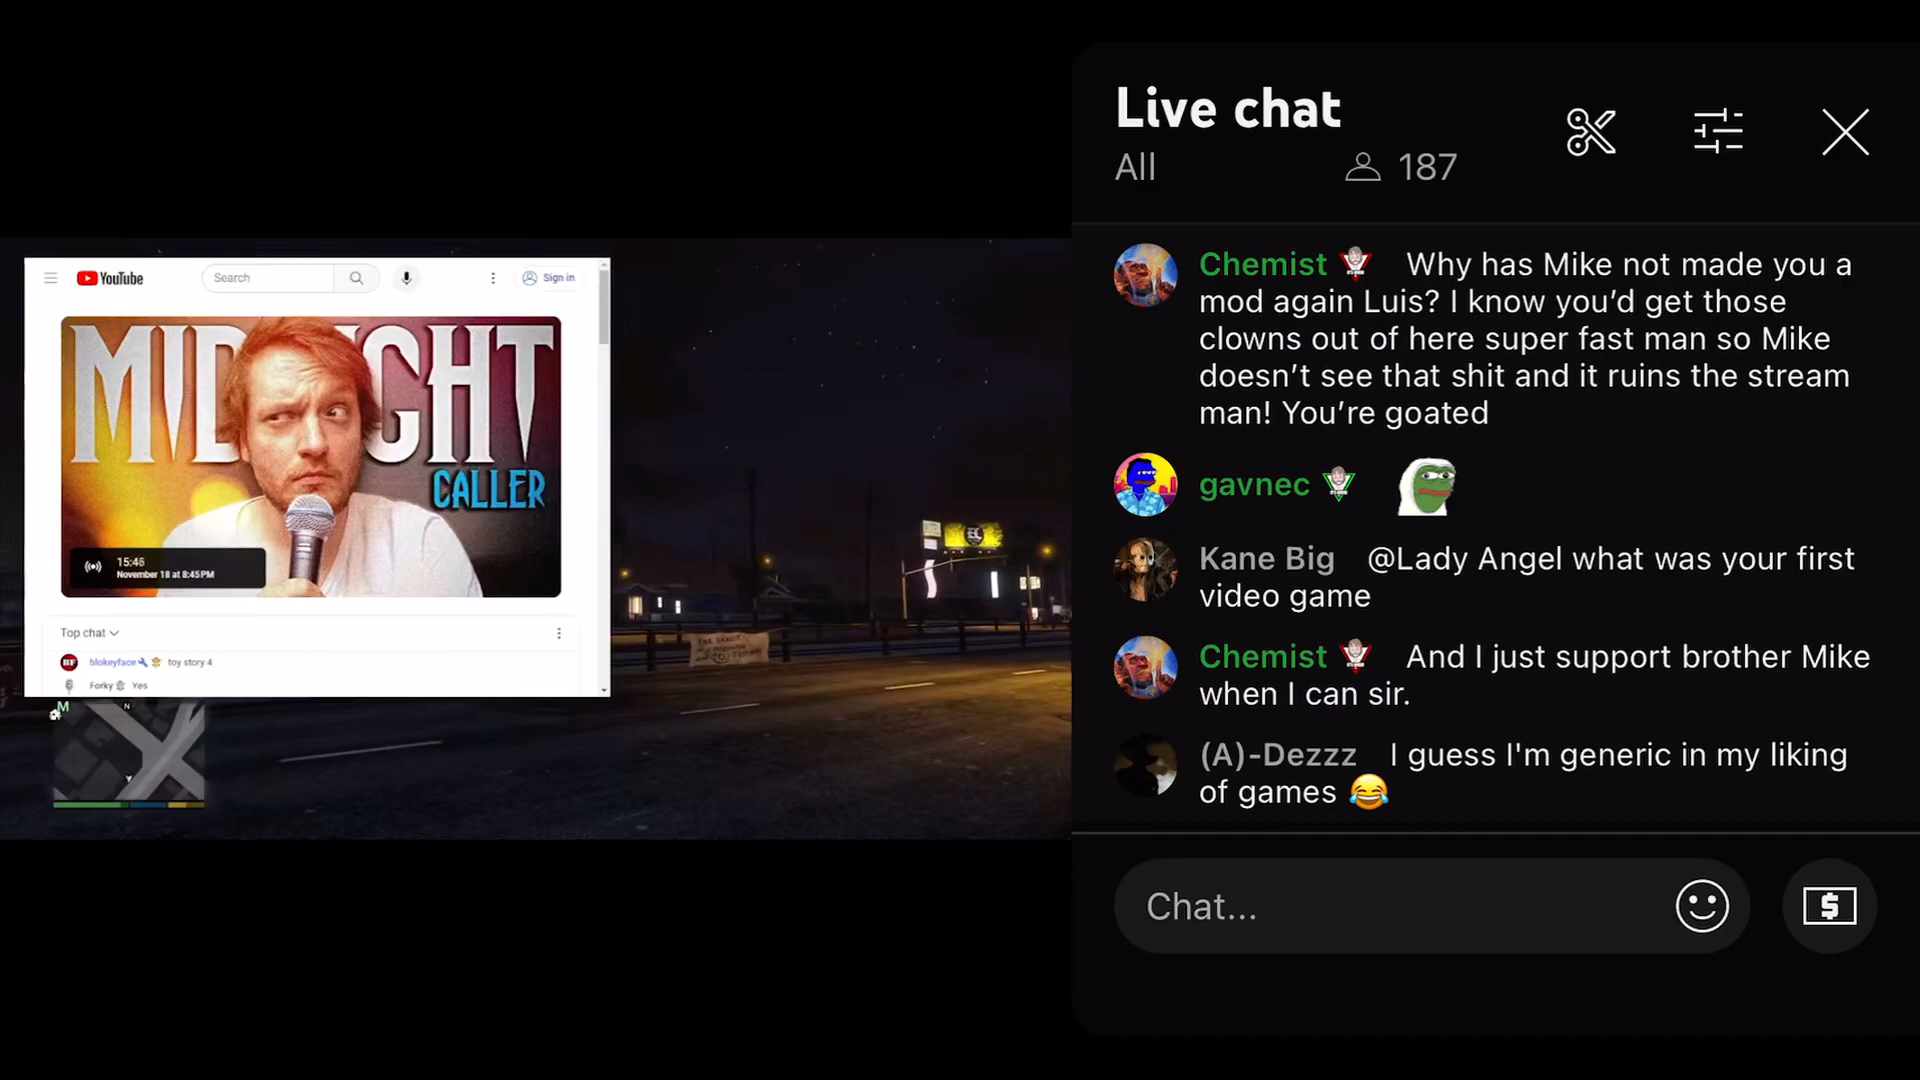 Live chat
All 187
Chemist Why has Mike not made you a
mod again Luis? I know you’d get those
clowns out of here super fast man so Mike
doesn’t see that shit and it ruins the stream
man! You’re goated
gavnec
Kane Big @Lady Angel what was your first
video game
Chemist And I just support brother Mike
when I can sir.
(A)-Dezzz I guess I'm generic in my liking
of games 😂
Chat...
YouTube
Search
Sign in
MIDNIGHT
CALLER
15:46
November 18 at 8:45 PM
Top chat
blokeyface toy story 4
Forky Yes
M
N